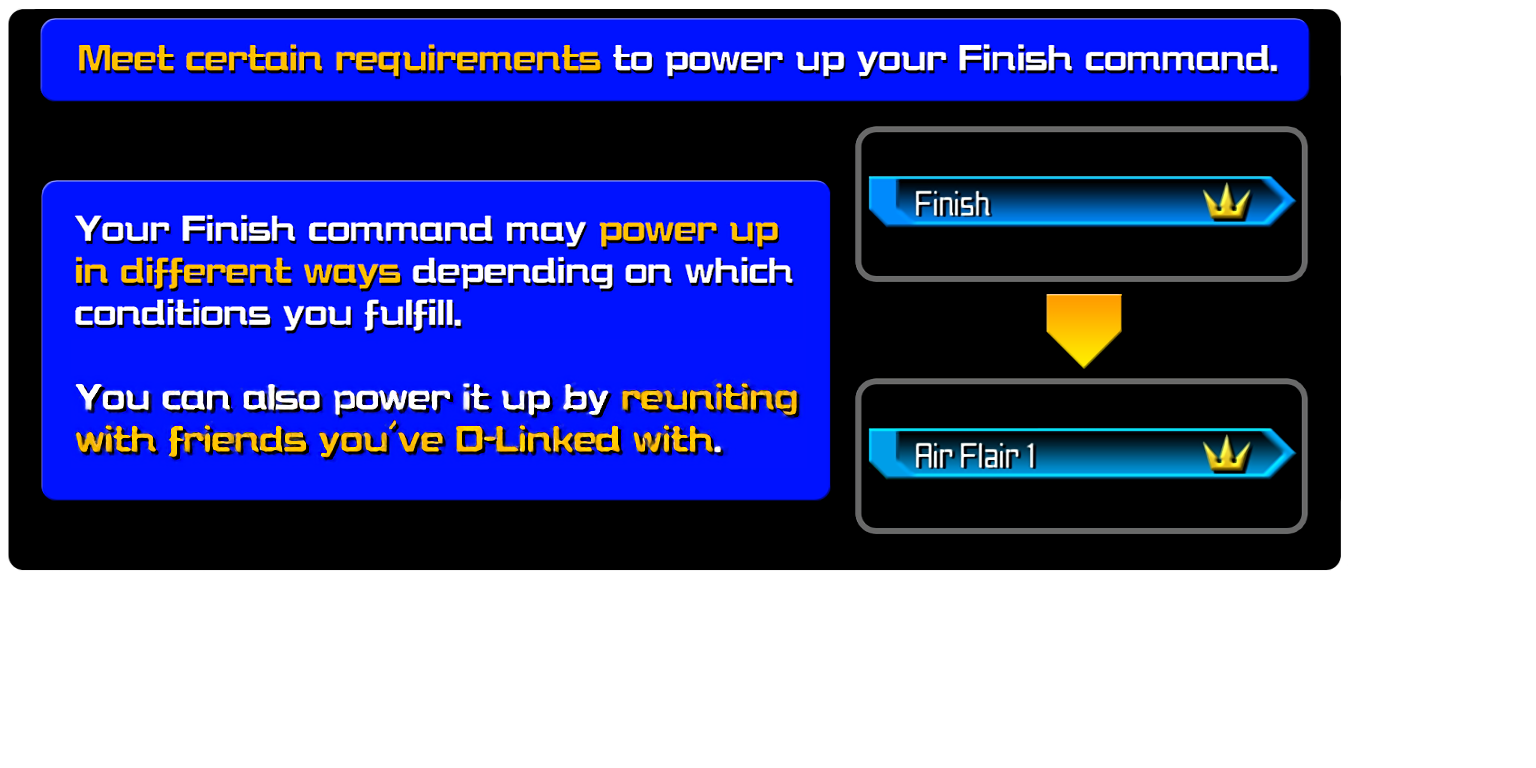 Meet certain requirements to power up your Finish command.
Your Finish command may power up
in different ways depending on which
conditions you fulfill.
You can also power it up by reuniting
with friends you've D-Linked with.
Finish
Air Flair 1